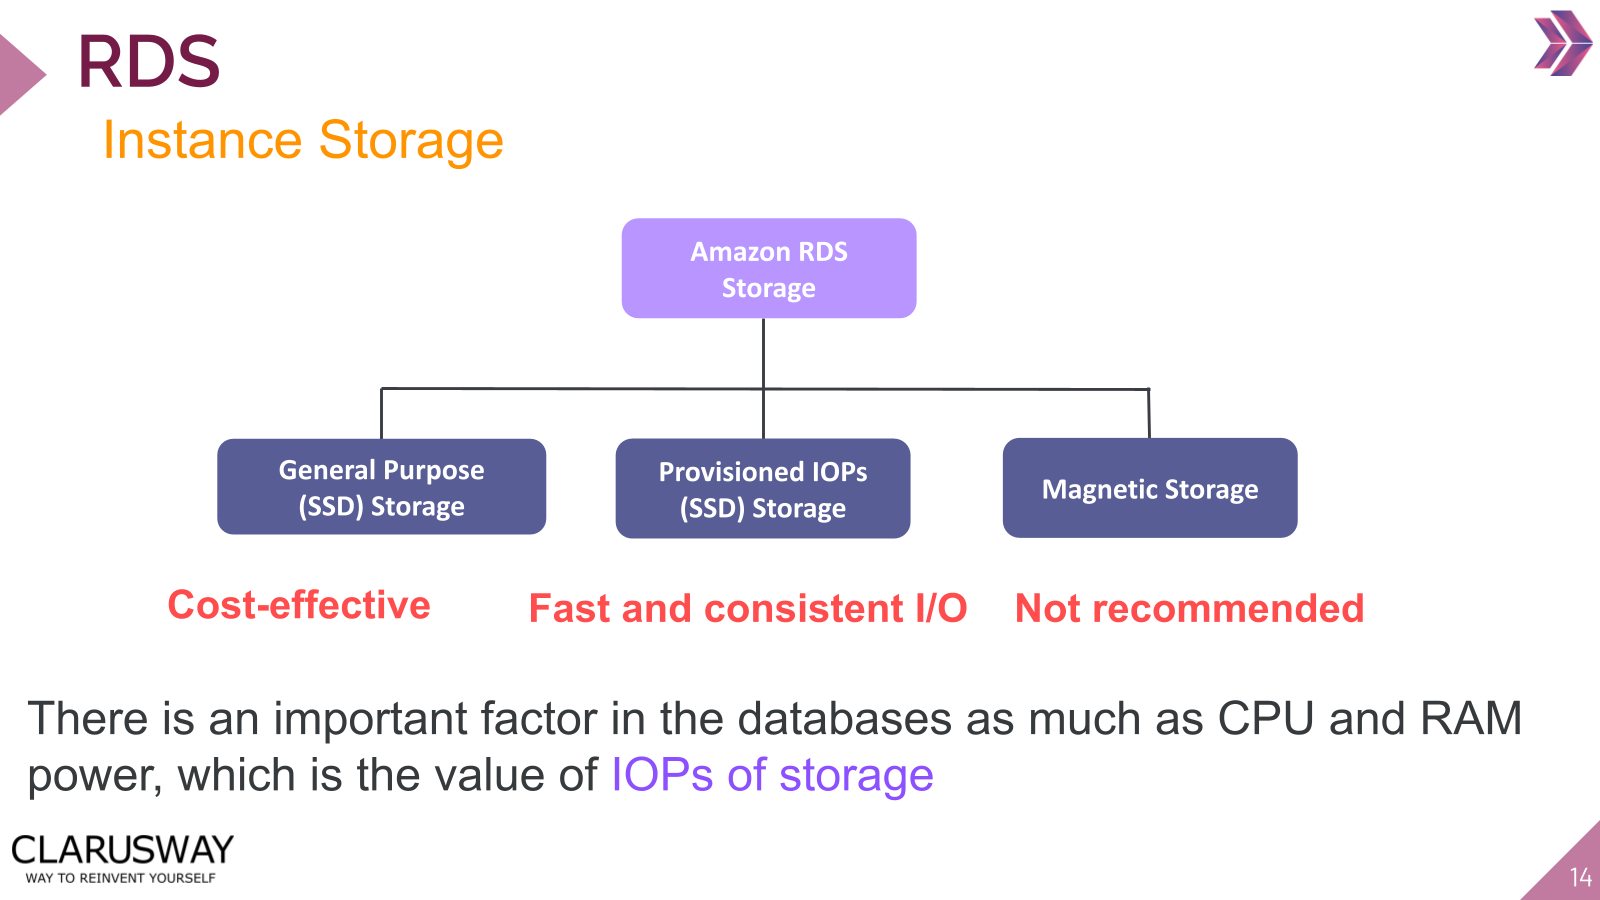 RDS
Instance Storage
Amazon RDS
Storage
General Purpose
(SSD) Storage
Provisioned IOPs
(SSD) Storage
Magnetic Storage
Cost-effective
Fast and consistent I/O
Not recommended
There is an important factor in the databases as much as CPU and RAM
power, which is the value of IOPs of storage
CLARUSWAY
WAY TO REINVENT YOURSELF
14